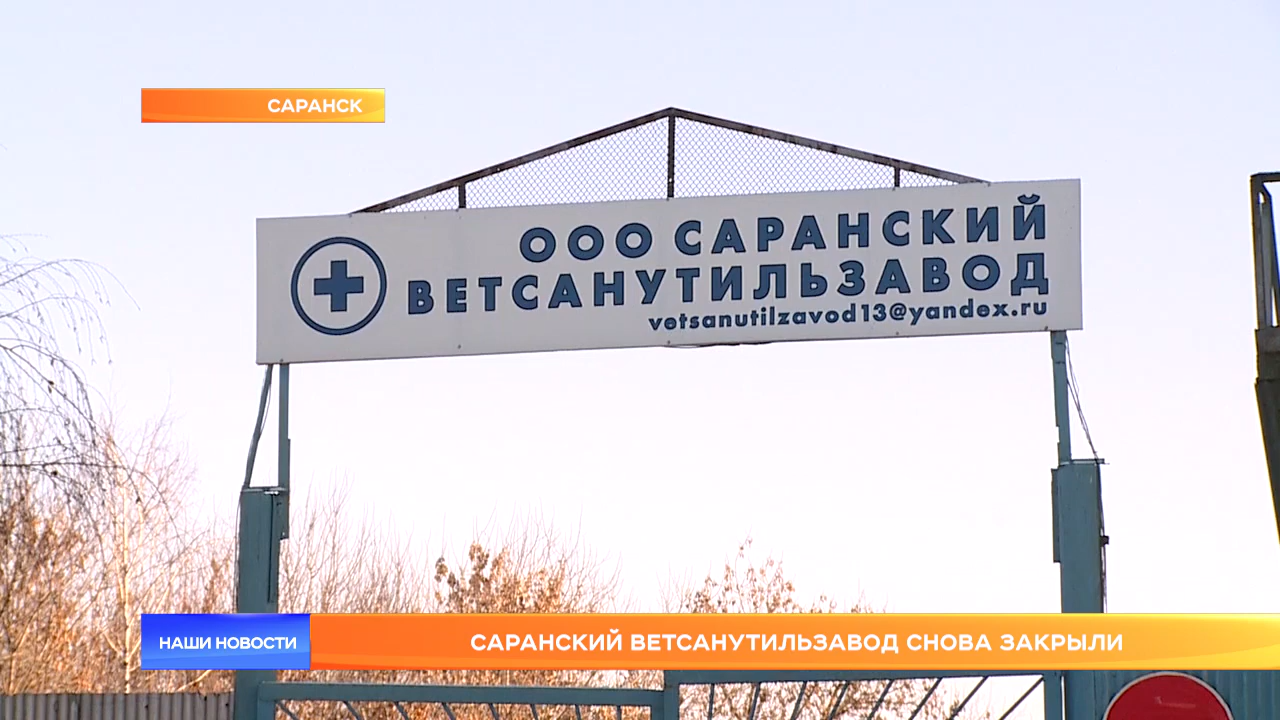 САРАНСК
ООО САРАНСКИЙ
ВЕТСАНУТИЛЬЗАВОД
vetsanutilzavod13@yandex.ru
НАШИ НОВОСТИ
САРАНСКИЙ ВЕТСАНУТИЛЬЗАВОД СНОВА ЗАКРЫЛИ